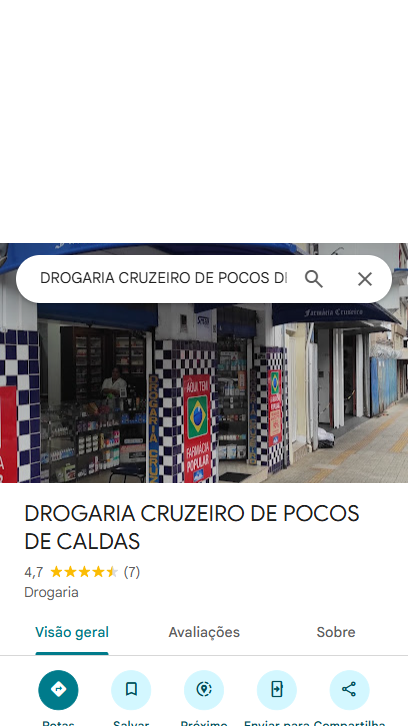 DROGARIA CRUZEIRO DE POCOS DE
Farmácia Cruzeiro
AQUI TEM
FARMÁCIA
POPULAR
DROGARIA CRUZEIRO DE POCOS
DE CALDAS
4,7 (7)
Drogaria
Visão geral Avaliações Sobre
Rotas Salvar Próximo Enviar para Compartilha